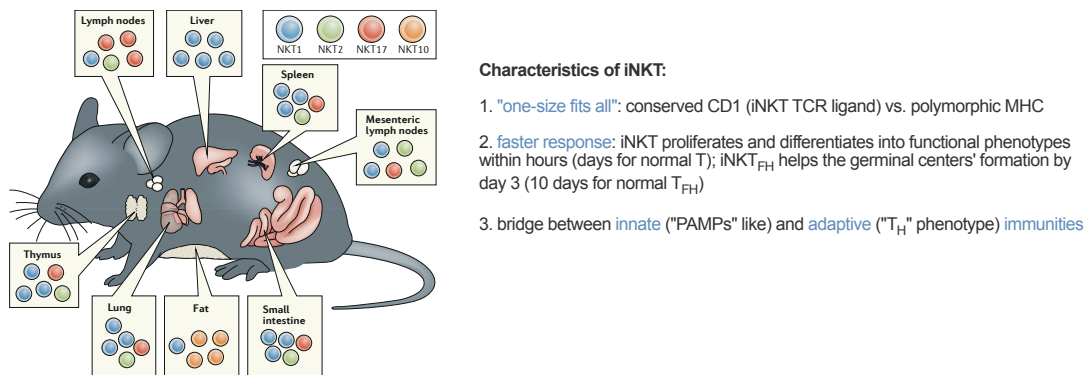 Lymph nodes
Liver
NKT1 NKT2 NKT17 NKT10
Spleen
Mesenteric
lymph nodes
Thymus
Lung
Fat
Small
intestine
Characteristics of iNKT:
1. "one-size fits all": conserved CD1 (iNKT TCR ligand) vs. polymorphic MHC
2. faster response: iNKT proliferates and differentiates into functional phenotypes
within hours (days for normal T); iNKTFH helps the germinal centers' formation by
day 3 (10 days for normal TFH)
3. bridge between innate ("PAMPs" like) and adaptive ("TH" phenotype) immunities